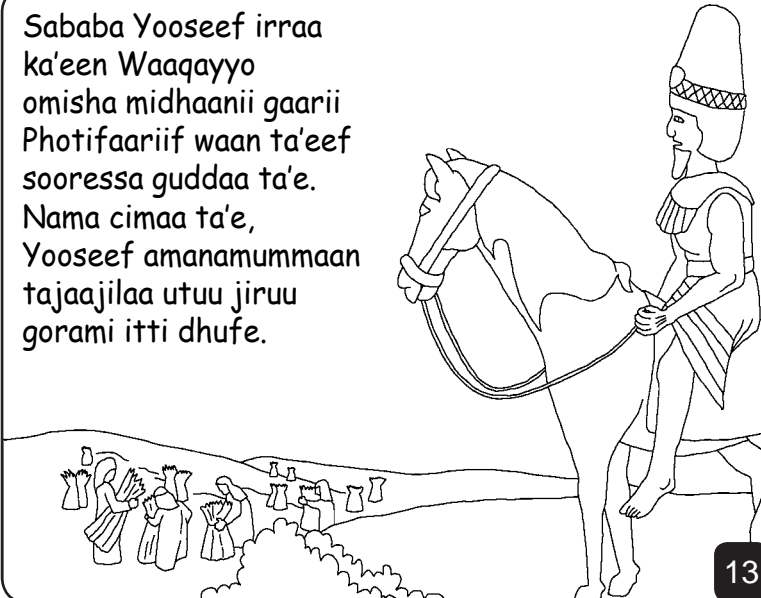 Sababa Yooseef irraa
ka'een Waaqayyo
omisha midhaanii gaarii
Photifaariif waan ta'eef
sooressa guddaa ta'e.
Nama cimaa ta'e,
Yooseef amanamummaan
tajaajilaa utuu jiruu
gorami itti dhufe.
13